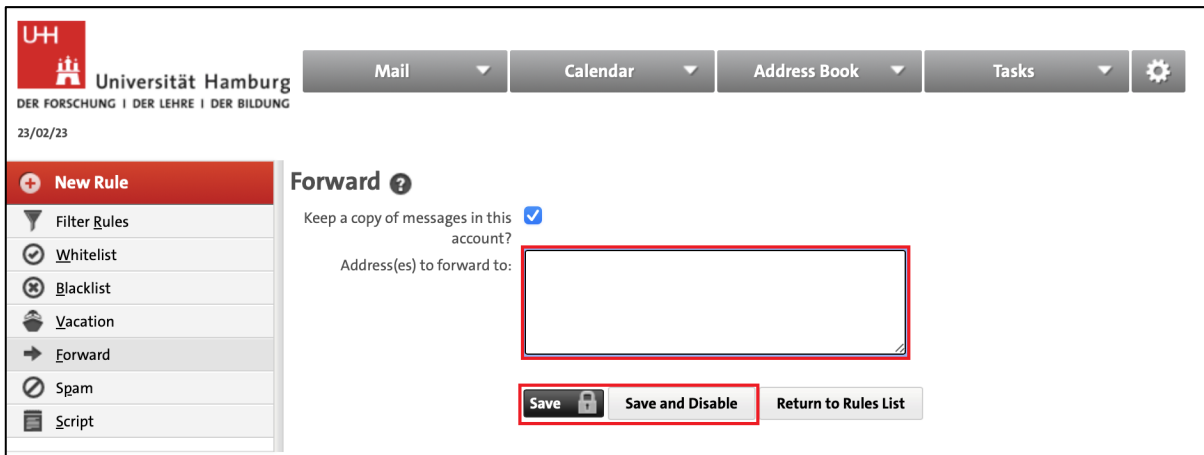 UH
Universität Hamburg
DER FORSCHUNG | DER LEHRE | DER BILDUNG
Mail
Calendar
Address Book
Tasks
23/02/23
New Rule
Filter Rules
Whitelist
Blacklist
Vacation
Forward
Spam
Script
Forward ?
Keep a copy of messages in this
account?
Address(es) to forward to:
Save
Save and Disable
Return to Rules List